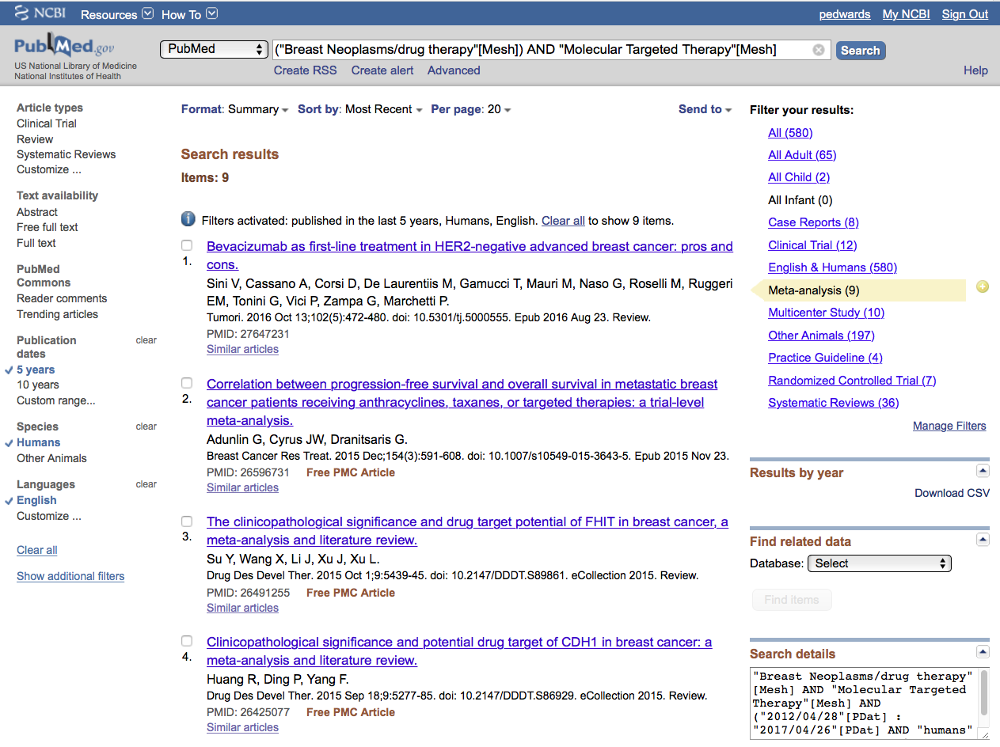 NCBI Resources How To pedwards My NCBI Sign Out
PubMed.gov
US National Library of Medicine
National Institutes of Health
PubMed ("Breast Neoplasms/drug therapy"[Mesh]) AND "Molecular Targeted Therapy"[Mesh] Search
Create RSS Create alert Advanced Help
Article types
Clinical Trial
Review
Systematic Reviews
Customize ...
Text availability
Abstract
Free full text
Full text
PubMed
Commons
Reader comments
Trending articles
Publication clear
dates
5 years
10 years
Custom range...
Species clear
Humans
Other Animals
Languages clear
English
Customize ...
Clear all
Show additional filters
Format: Summary Sort by: Most Recent Per page: 20 Send to
Search results
Items: 9
Filters activated: published in the last 5 years, Humans, English. Clear all to show 9 items.
1. Bevacizumab as first-line treatment in HER2-negative advanced breast cancer: pros and
cons.
Sini V, Cassano A, Corsi D, De Laurentiis M, Gamucci T, Mauri M, Naso G, Roselli M, Ruggeri
EM, Tonini G, Vici P, Zampa G, Marchetti P.
Tumori. 2016 Oct 13;102(5):472-480. doi: 10.5301/tj.5000555. Epub 2016 Aug 23. Review.
PMID: 27647231
Similar articles
2. Correlation between progression-free survival and overall survival in metastatic breast
cancer patients receiving anthracyclines, taxanes, or targeted therapies: a trial-level
meta-analysis.
Adunlin G, Cyrus JW, Dranitsaris G.
Breast Cancer Res Treat. 2015 Dec;154(3):591-608. doi: 10.1007/s10549-015-3643-5. Epub 2015 Nov 23.
PMID: 26596731 Free PMC Article
Similar articles
3. The clinicopathological significance and drug target potential of FHIT in breast cancer, a
meta-analysis and literature review.
Su Y, Wang X, Li J, Xu J, Xu L.
Drug Des Devel Ther. 2015 Oct 1;9:5439-45. doi: 10.2147/DDDT.S89861. eCollection 2015. Review.
PMID: 26491255 Free PMC Article
Similar articles
4. Clinicopathological significance and potential drug target of CDH1 in breast cancer: a
meta-analysis and literature review.
Huang R, Ding P, Yang F.
Drug Des Devel Ther. 2015 Sep 18;9:5277-85. doi: 10.2147/DDDT.S86929. eCollection 2015. Review.
PMID: 26425077 Free PMC Article
Similar articles
Filter your results:
All (580)
All Adult (65)
All Child (2)
All Infant (0)
Case Reports (8)
Clinical Trial (12)
English & Humans (580)
Meta-analysis (9)
Multicenter Study (10)
Other Animals (197)
Practice Guideline (4)
Randomized Controlled Trial (7)
Systematic Reviews (36)
Manage Filters
Results by year
Download CSV
Find related data
Database: Select
Find items
Search details
"Breast Neoplasms/drug therapy"
[Mesh] AND "Molecular Targeted
Therapy"[Mesh] AND
("2012/04/28"[PDat] :
"2017/04/26"[PDat] AND "humans"